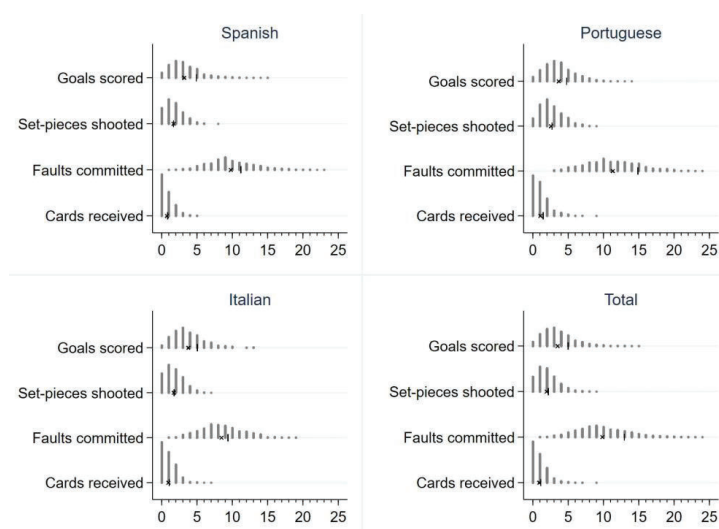 Spanish
Goals scored
Set-pieces shooted
Faults committed
Cards received
0 5 10 15 20 25
Portuguese
Goals scored
Set-pieces shooted
Faults committed
Cards received
0 5 10 15 20 25
Italian
Goals scored
Set-pieces shooted
Faults committed
Cards received
0 5 10 15 20 25
Total
Goals scored
Set-pieces shooted
Faults committed
Cards received
0 5 10 15 20 25